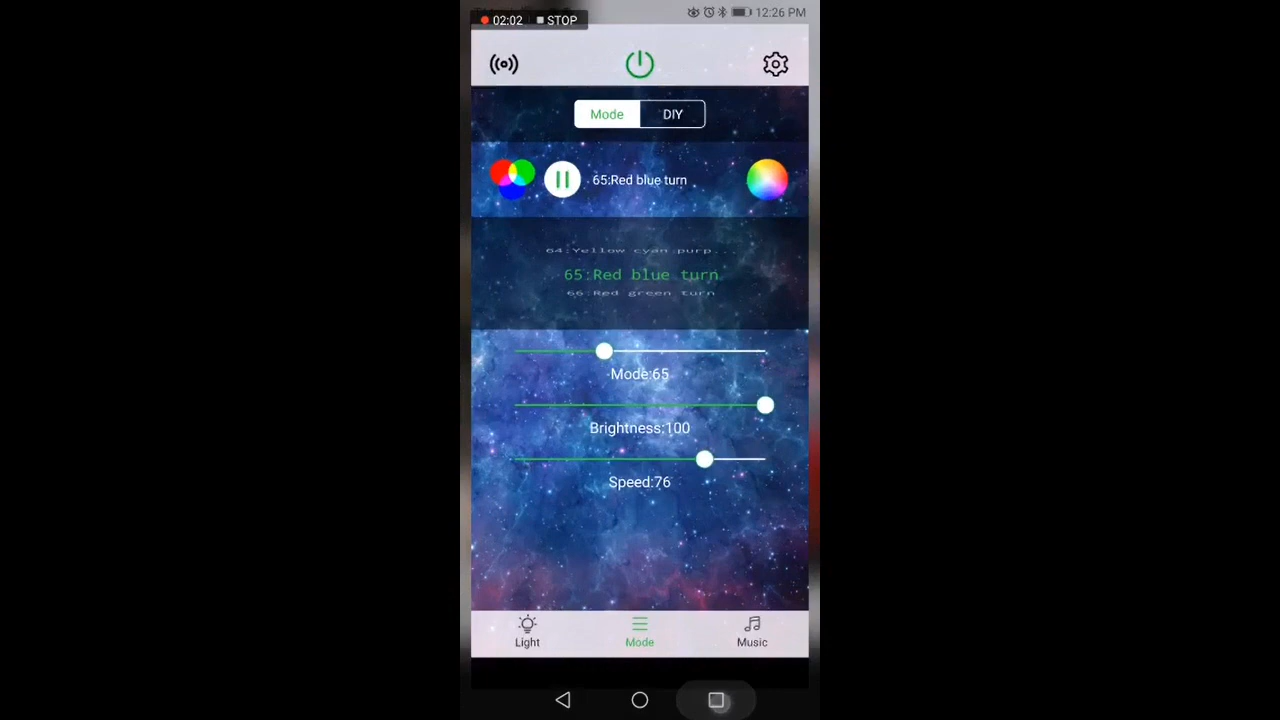 02:02 STOP 12:26 PM
Mode DIY
65:Red blue turn
64:Yellow cyan purp...
65:Red blue turn
66:Red green turn
Mode:65
Brightness:100
Speed:76
Light Mode Music